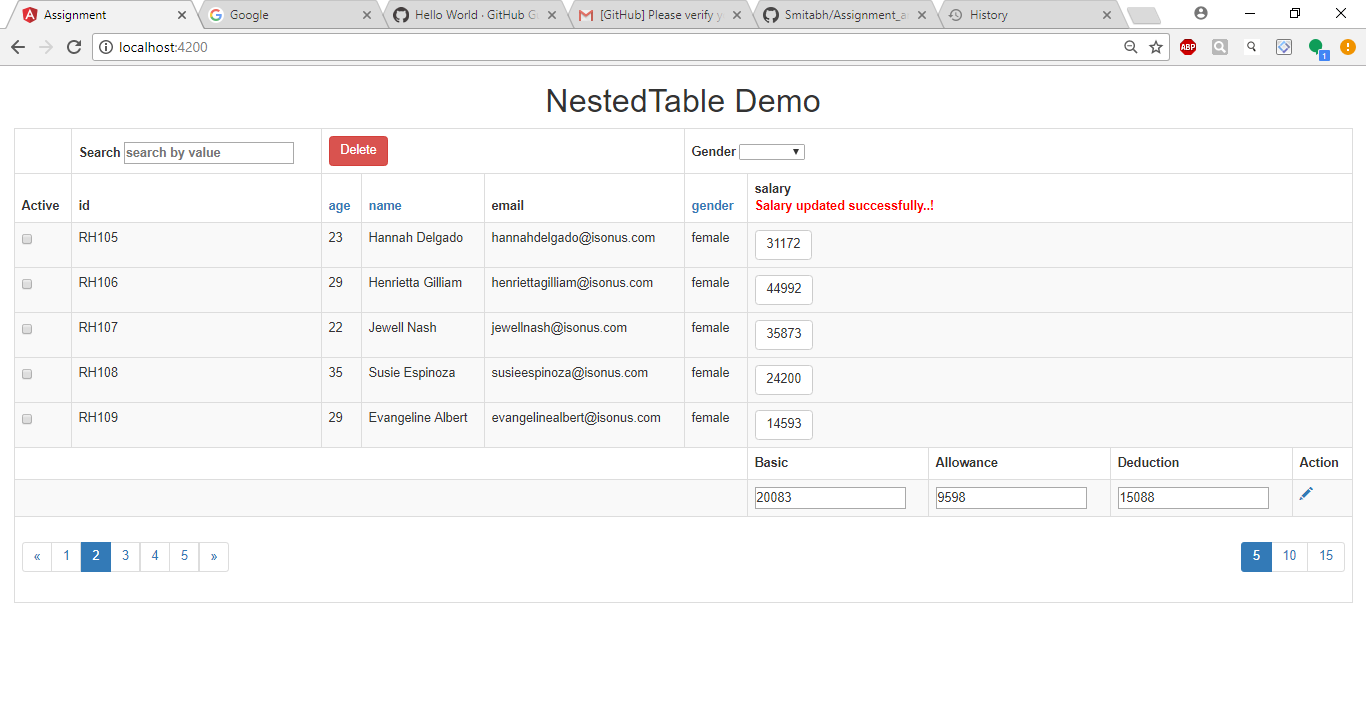 Assignment
Google
Hello World · GitHub G
[GitHub] Please verify y
Smitabh/Assignment_a
History
localhost:4200
ABP
1
NestedTable Demo
Search search by value Delete Gender
Active id age name email gender salary
Salary updated successfully..!
RH105 23 Hannah Delgado hannahdelgado@isonus.com female 31172
RH106 29 Henrietta Gilliam henriettagilliam@isonus.com female 44992
RH107 22 Jewell Nash jewellnash@isonus.com female 35873
RH108 35 Susie Espinoza susieespinoza@isonus.com female 24200
RH109 29 Evangeline Albert evangelinealbert@isonus.com female 14593
Basic Allowance Deduction Action
20083 9598 15088
« 1 2 3 4 5 » 5 10 15